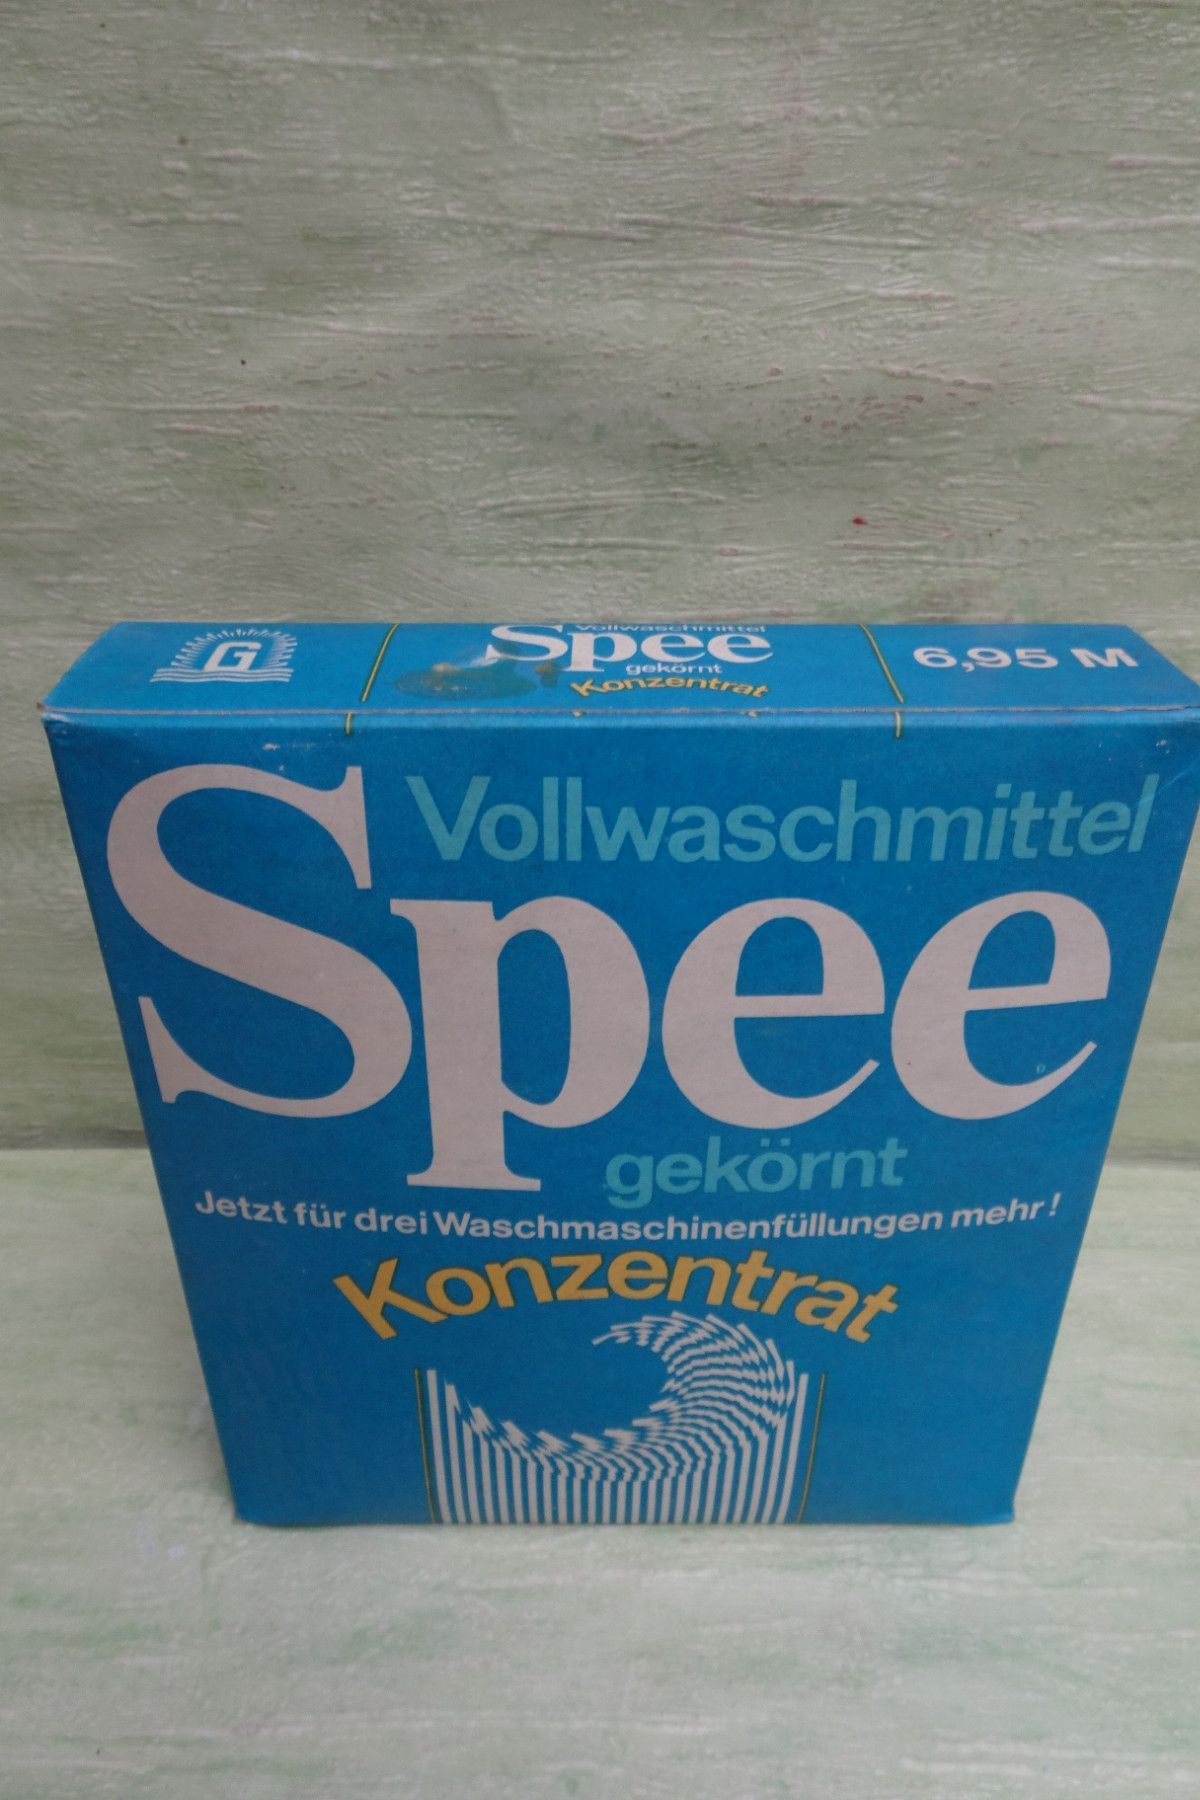 G
Vollwaschmittel
Spee
gekörnt
Konzentrat
6,95 M
Vollwaschmittel
Spee
gekörnt
Jetzt für drei Waschmaschinenfüllungen mehr!
Konzentrat